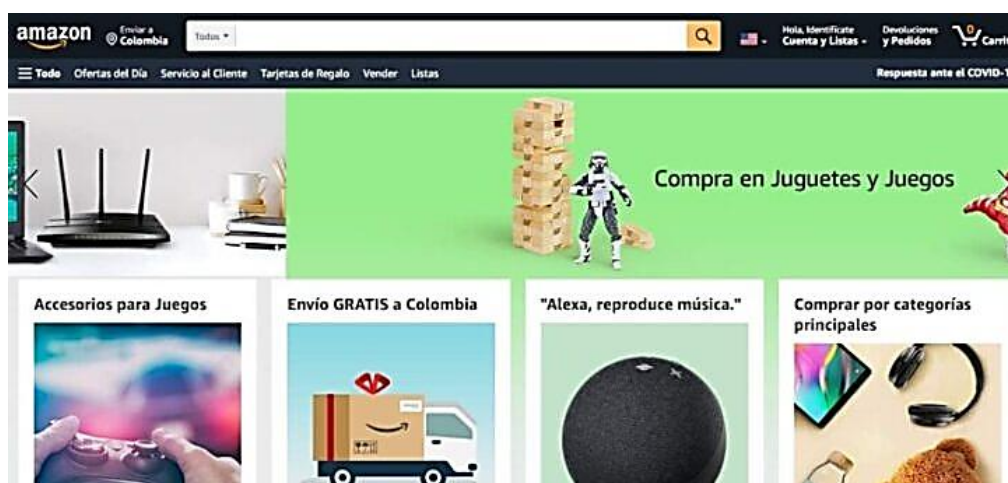 amazon
Enviar a
Colombia
Todos
Hola, Identifícate
Cuenta y Listas
Devoluciones
y Pedidos
0
Carrit
Todo Ofertas del Día Servicio al Cliente Tarjetas de Regalo Vender Listas
Respuesta ante el COVID-1
Compra en Juguetes y Juegos
Accesorios para Juegos
Envío GRATIS a Colombia
"Alexa, reproduce música."
Comprar por categorías
principales